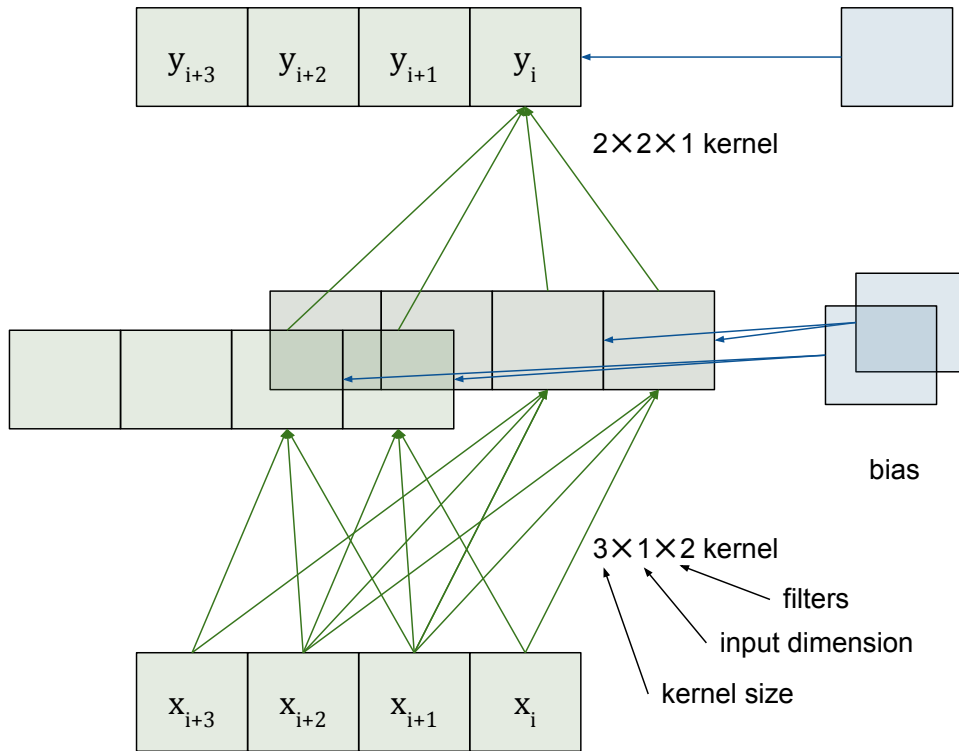 y_{i+3} y_{i+2} y_{i+1} y_i
2×2×1 kernel
bias
3×1×2 kernel
filters
input dimension
kernel size
x_{i+3} x_{i+2} x_{i+1} x_i